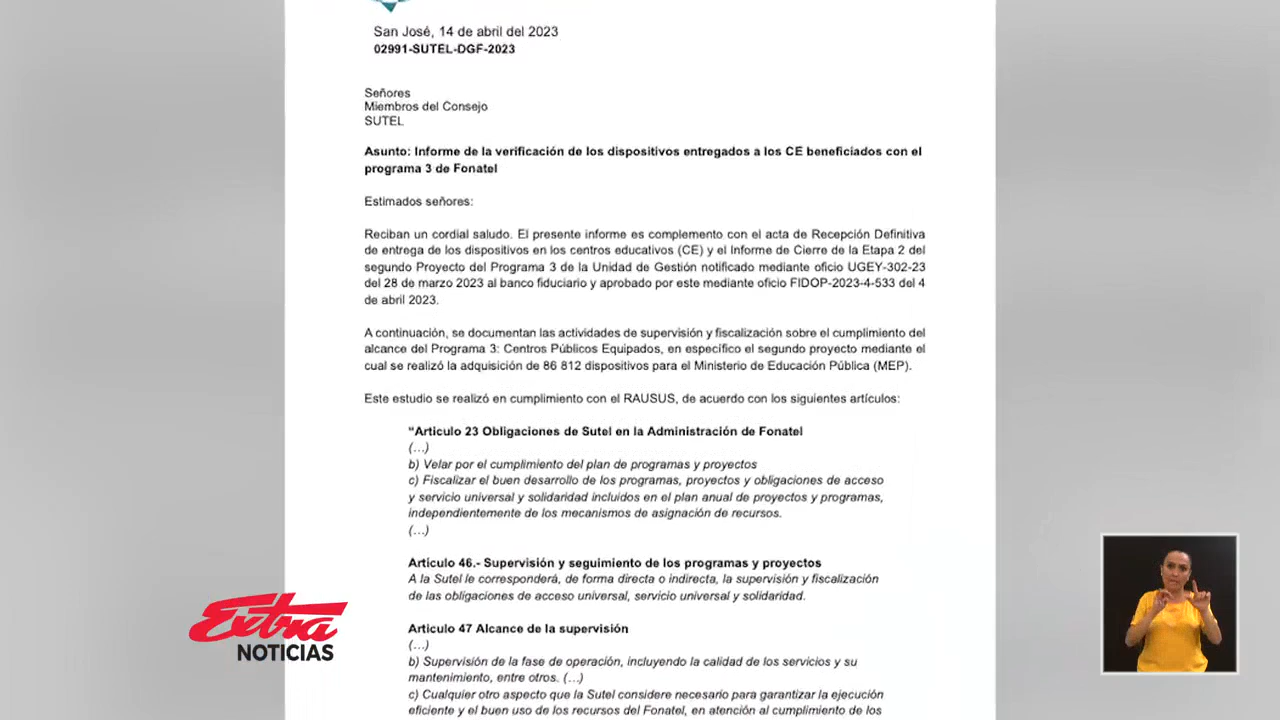 San José, 14 de abril del 2023
02991-SUTEL-DGF-2023
Señores
Miembros del Consejo
SUTEL
Asunto: Informe de la verificación de los dispositivos entregados a los CE beneficiados con el
programa 3 de Fonatel
Estimados señores:
Reciban un cordial saludo. El presente informe es complemento con el acta de Recepción Definitiva
de entrega de los dispositivos en los centros educativos (CE) y el Informe de Cierre de la Etapa 2 del
segundo Proyecto del Programa 3 de la Unidad de Gestión notificado mediante oficio UGEY-302-23
del 28 de marzo 2023 al banco fiduciario y aprobado por este mediante oficio FIDOP-2023-4-533 del 4
de abril 2023.
A continuación, se documentan las actividades de supervisión y fiscalización sobre el cumplimiento del
alcance del Programa 3: Centros Públicos Equipados, en específico el segundo proyecto mediante el
cual se realizó la adquisición de 86 812 dispositivos para el Ministerio de Educación Pública (MEP).
Este estudio se realizó en cumplimiento con el RAUSUS, de acuerdo con los siguientes artículos:
“Articulo 23 Obligaciones de Sutel en la Administración de Fonatel
(…)
b) Velar por el cumplimiento del plan de programas y proyectos
c) Fiscalizar el buen desarrollo de los programas, proyectos y obligaciones de acceso
y servicio universal y solidaridad incluidos en el plan anual de proyectos y programas,
independientemente de los mecanismos de asignación de recursos.
(…)
Artículo 46.- Supervisión y seguimiento de los programas y proyectos
A la Sutel le corresponderá, de forma directa o indirecta, la supervisión y fiscalización
de las obligaciones de acceso universal, servicio universal y solidaridad.
Artículo 47 Alcance de la supervisión
(…)
b) Supervisión de la fase de operación, incluyendo la calidad de los servicios y su
mantenimiento, entre otros. (…)
c) Cualquier otro aspecto que la Sutel considere necesario para garantizar la ejecución
eficiente y el buen uso de los recursos del Fonatel, en atención al cumplimiento de los
Extra
NOTICIAS